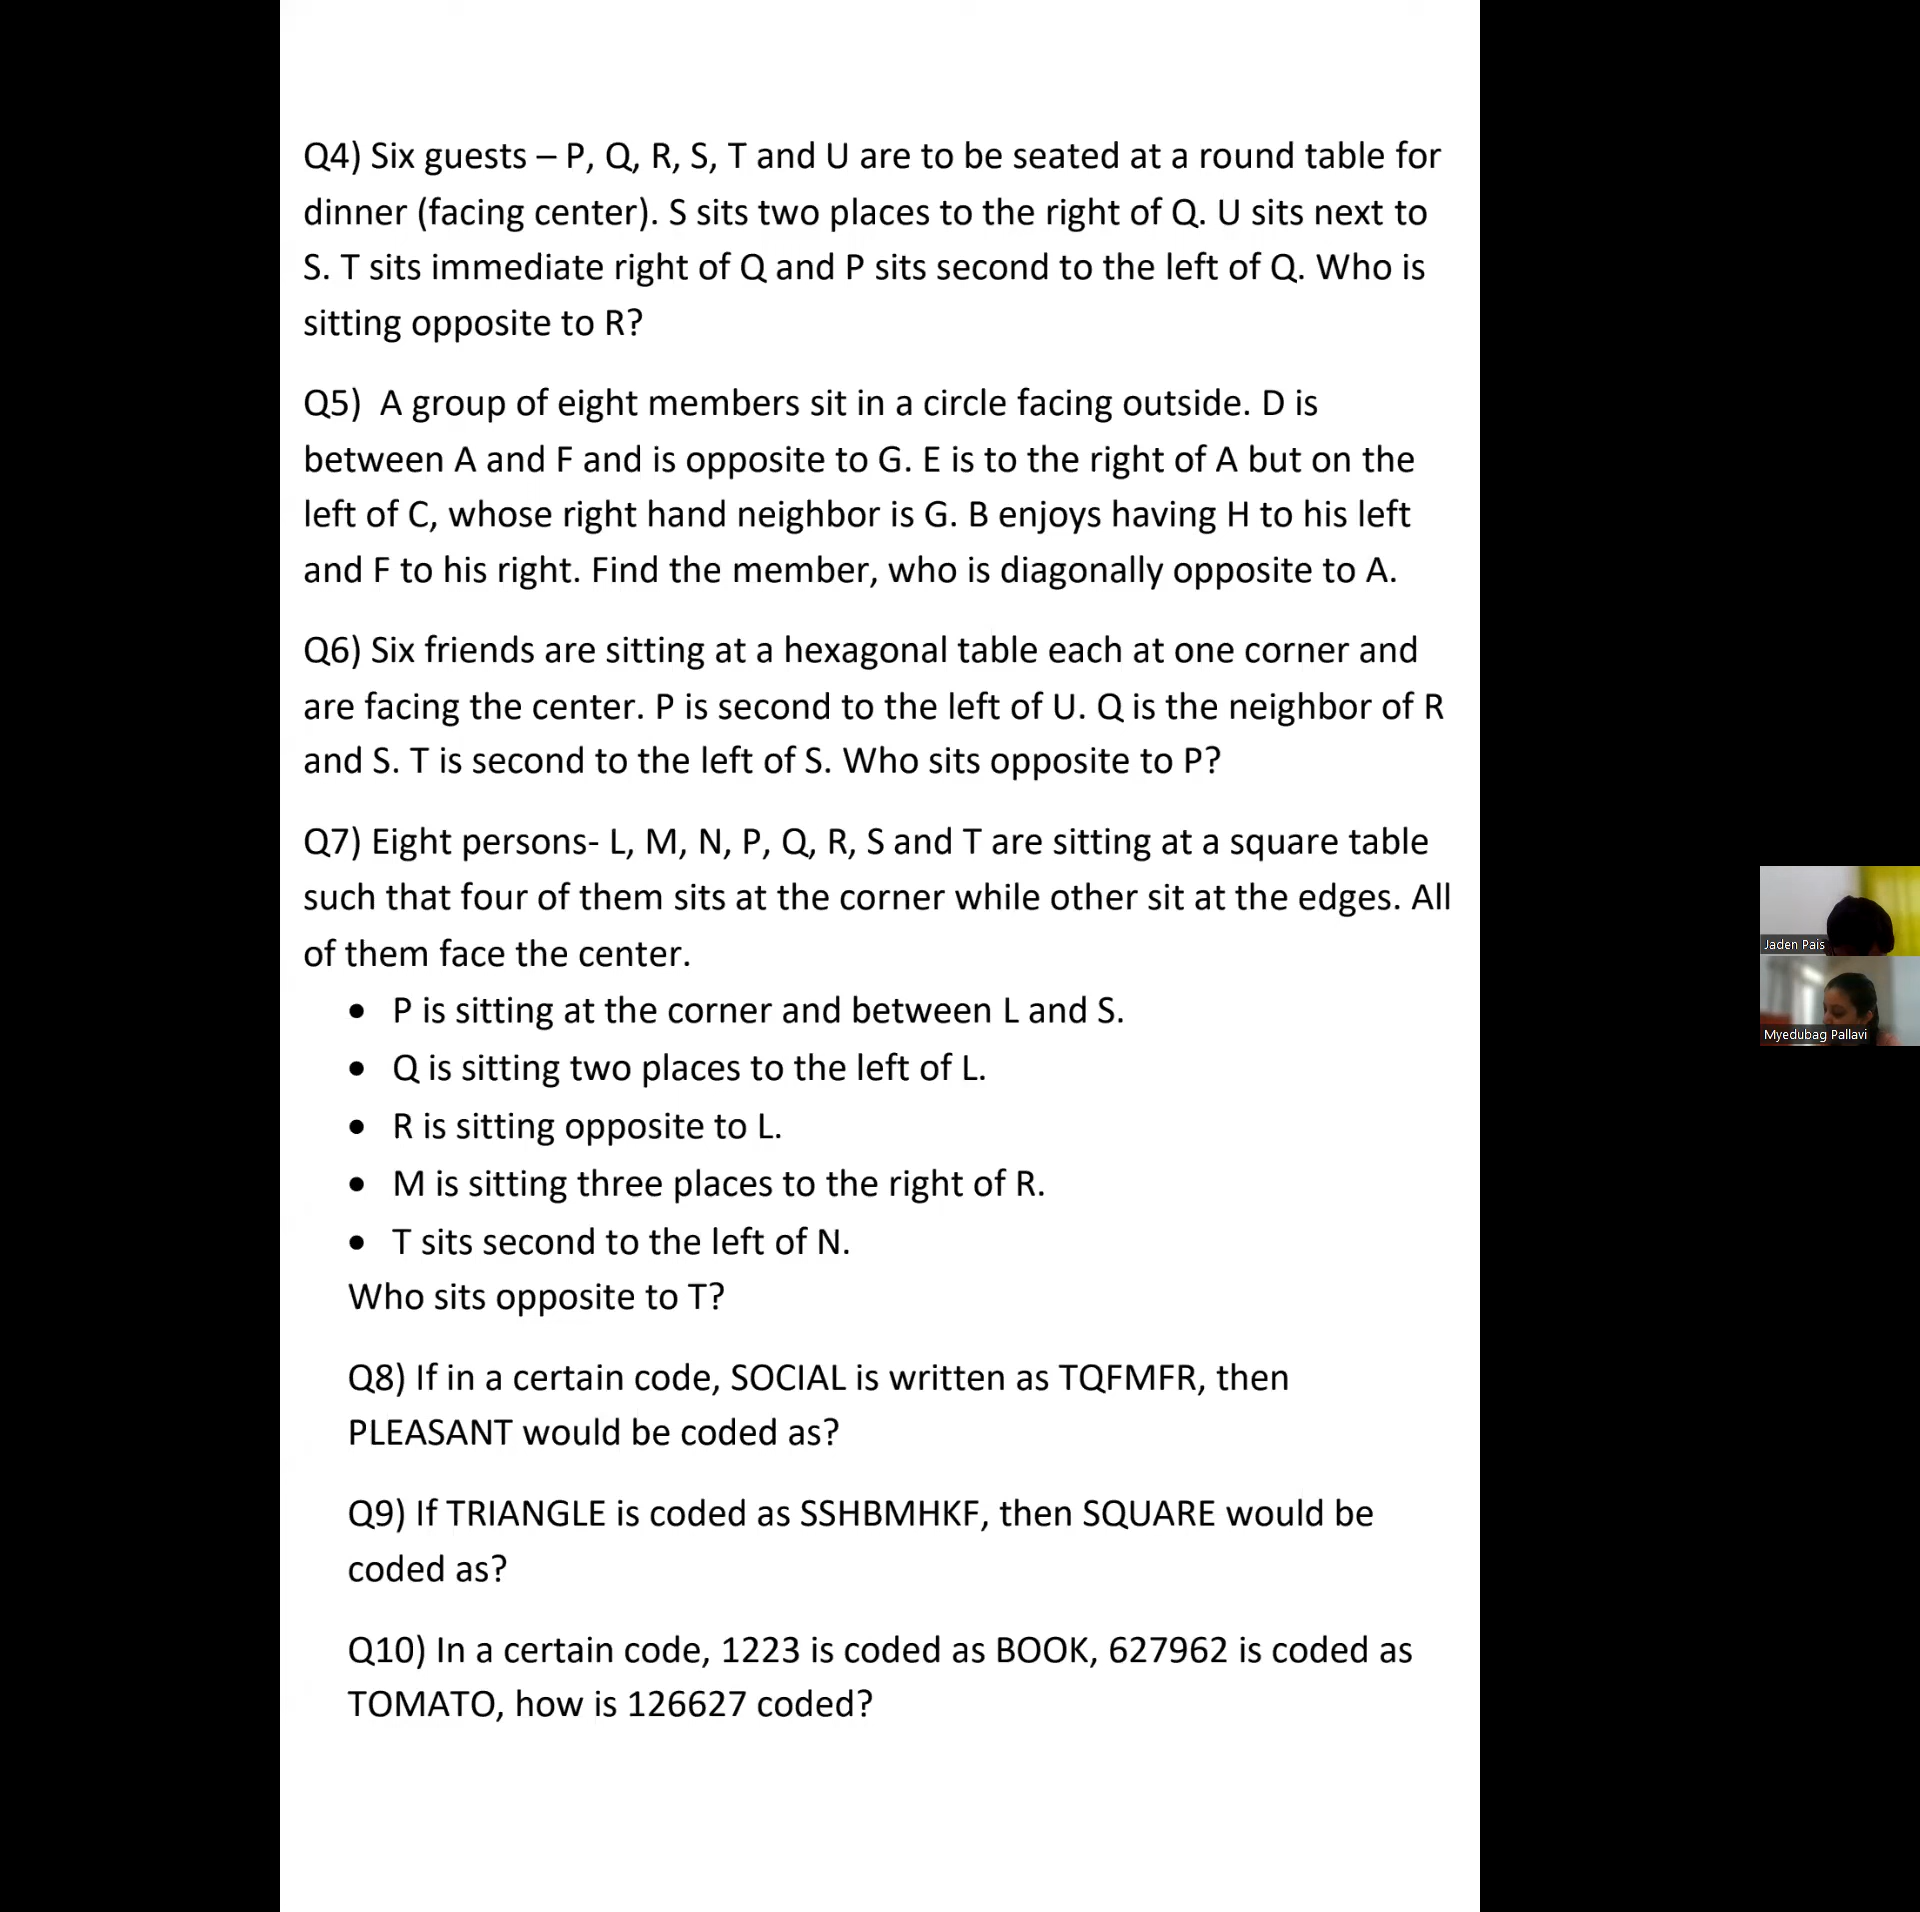 Q4) Six guests – P, Q, R, S, T and U are to be seated at a round table for
dinner (facing center). S sits two places to the right of Q. U sits next to
S. T sits immediate right of Q and P sits second to the left of Q. Who is
sitting opposite to R?
Q5)  A group of eight members sit in a circle facing outside. D is
between A and F and is opposite to G. E is to the right of A but on the
left of C, whose right hand neighbor is G. B enjoys having H to his left
and F to his right. Find the member, who is diagonally opposite to A.
Q6) Six friends are sitting at a hexagonal table each at one corner and
are facing the center. P is second to the left of U. Q is the neighbor of R
and S. T is second to the left of S. Who sits opposite to P?
Q7) Eight persons- L, M, N, P, Q, R, S and T are sitting at a square table
such that four of them sits at the corner while other sit at the edges. All
of them face the center.
• P is sitting at the corner and between L and S.
• Q is sitting two places to the left of L.
• R is sitting opposite to L.
• M is sitting three places to the right of R.
• T sits second to the left of N.
Who sits opposite to T?
Q8) If in a certain code, SOCIAL is written as TQFMFR, then
PLEASANT would be coded as?
Q9) If TRIANGLE is coded as SSHBMHKF, then SQUARE would be
coded as?
Q10) In a certain code, 1223 is coded as BOOK, 627962 is coded as
TOMATO, how is 126627 coded?
Jaden Pais
Myedubag Pallavi